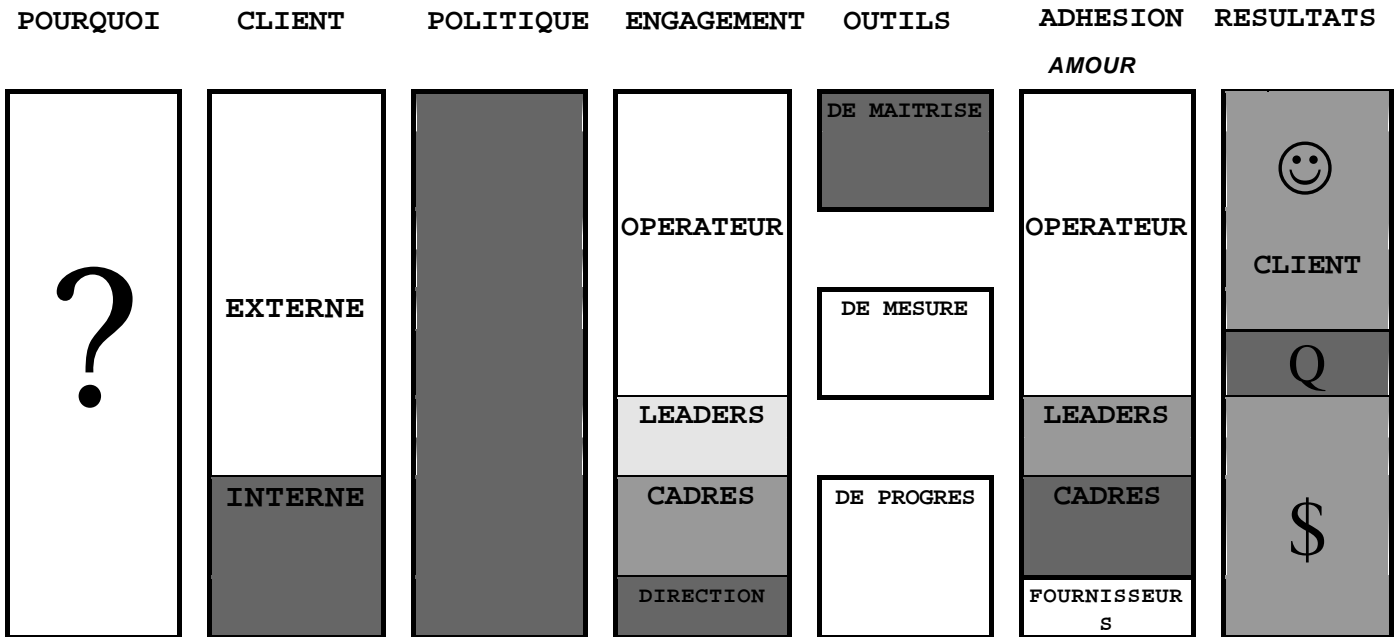 POURQUOI CLIENT POLITIQUE ENGAGEMENT OUTILS ADHESION RESULTATS
AMOUR
?
EXTERNE
INTERNE
OPERATEUR
LEADERS
CADRES
DIRECTION
DE MAITRISE
DE MESURE
DE PROGRES
OPERATEUR
LEADERS
CADRES
FOURNISSEUR
S
CLIENT
Q
$